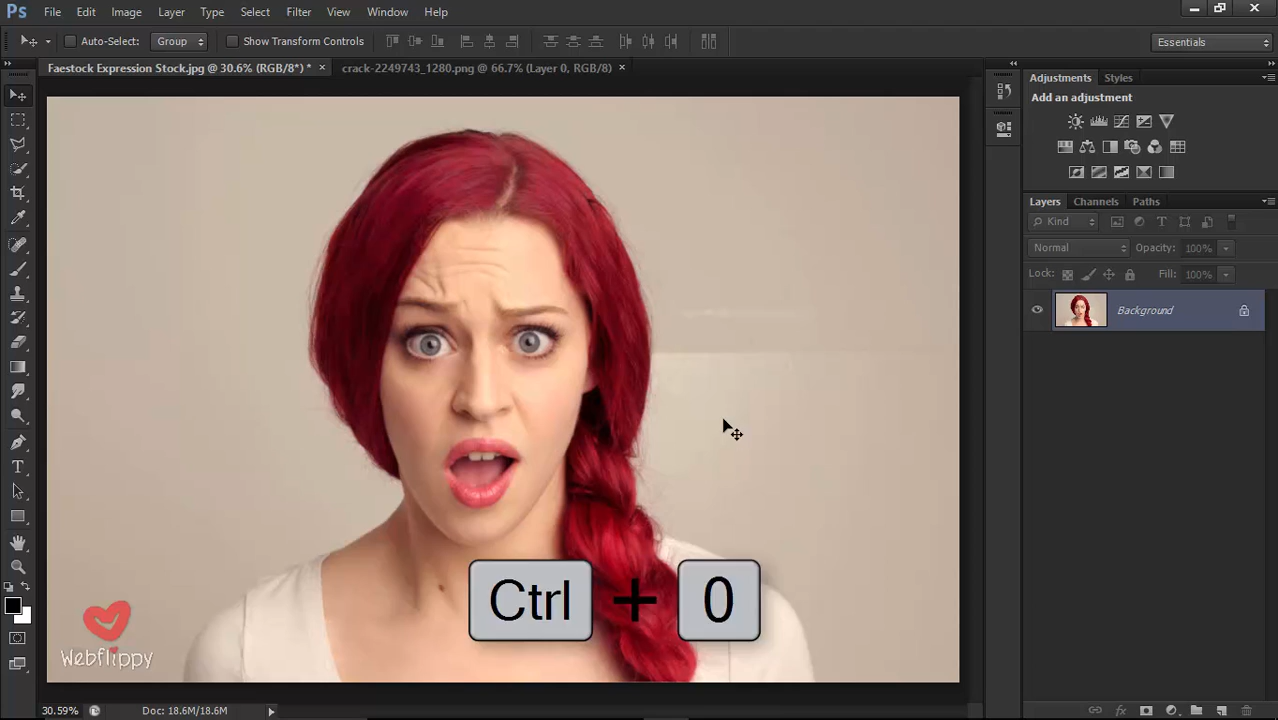 Ps File Edit Image Layer Type Select Filter View Window Help
Auto-Select: Group Show Transform Controls Essentials
Faestock Expression Stock.jpg @ 30.6% (RGB/8*) * × crack-2249743_1280.png @ 66.7% (Layer 0, RGB/8) ×
Adjustments Styles
Add an adjustment
Layers Channels Paths
Kind
Normal Opacity: 100%
Lock: Fill: 100%
Background
Ctrl + 0
Webflippy
30.59% Doc: 18.6M/18.6M